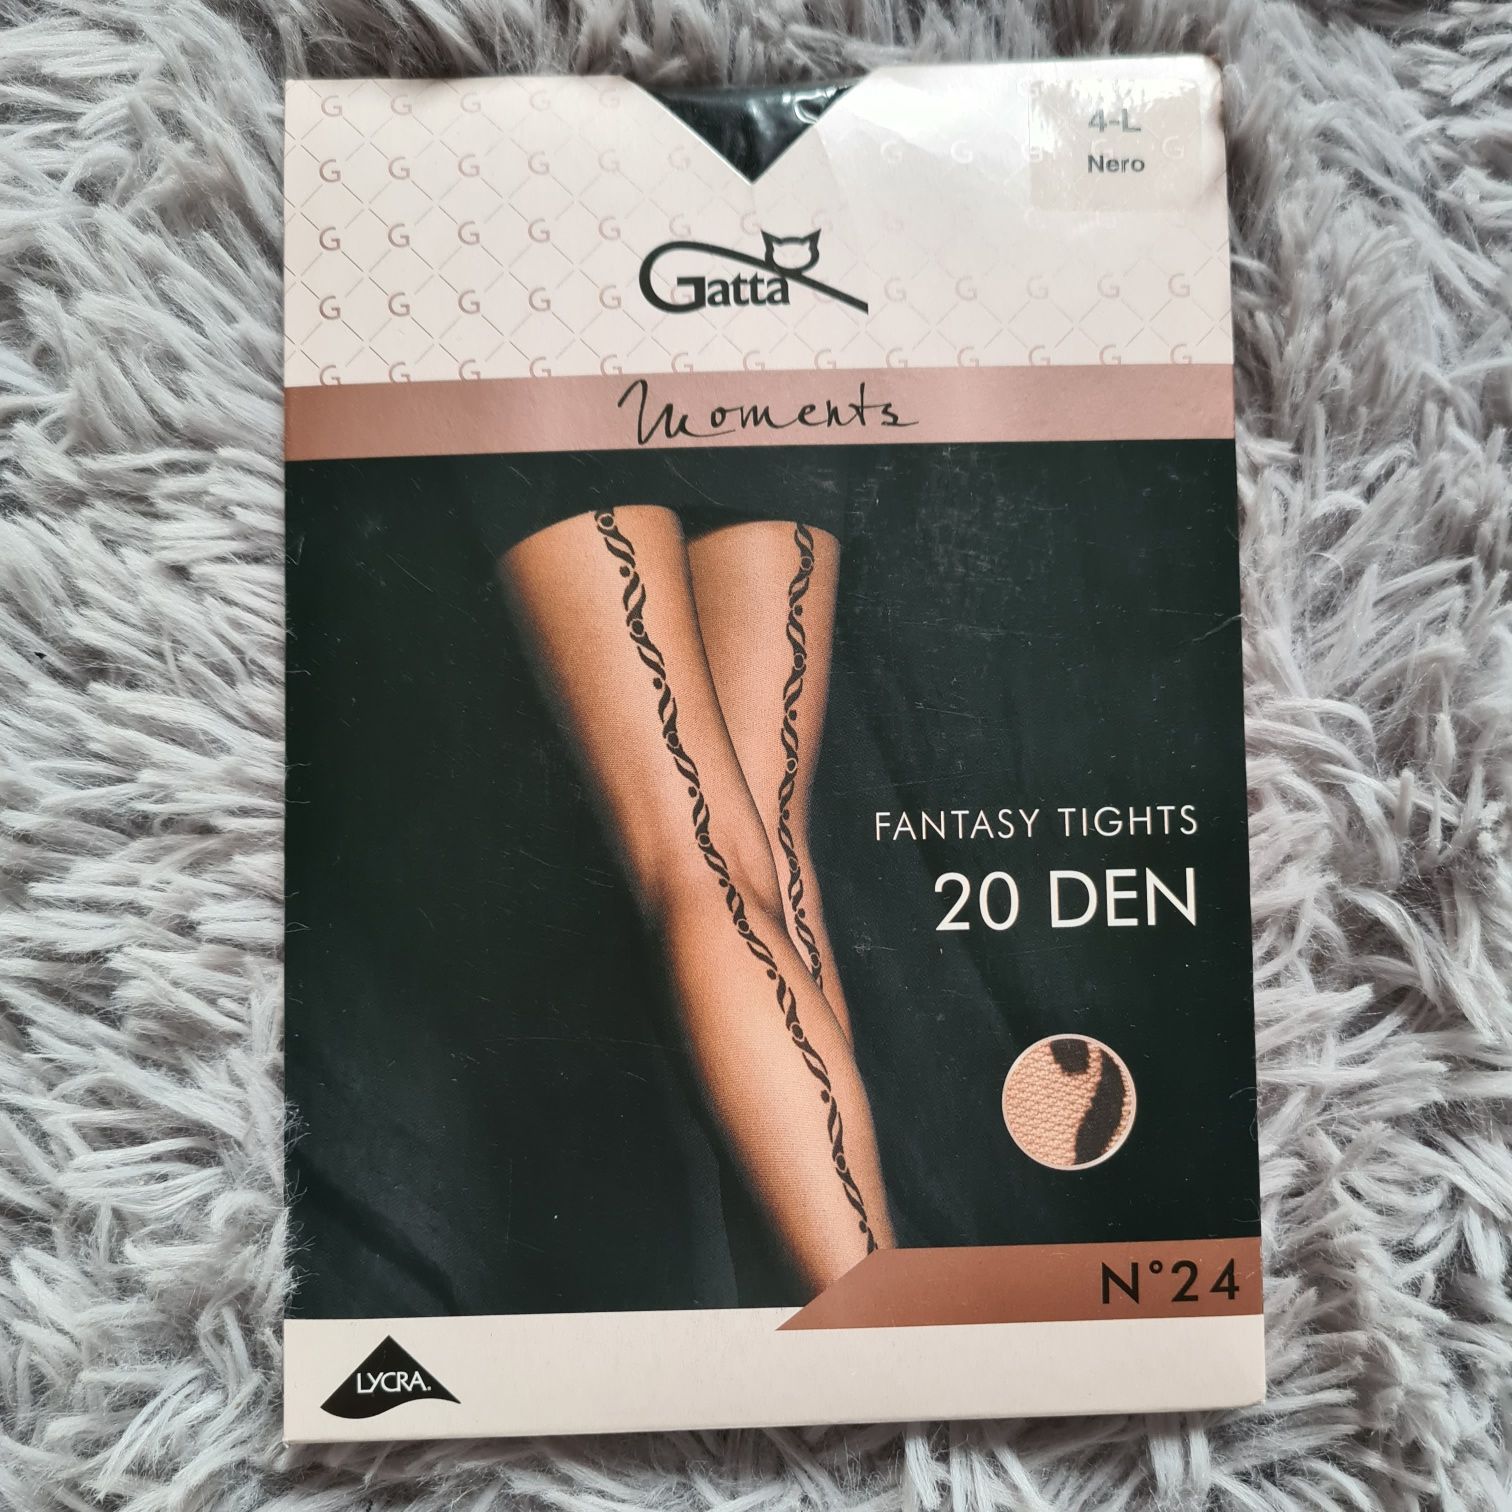 4-L
Nero
Gatta
Moments
FANTASY TIGHTS
20 DEN
N°24
LYCRA.